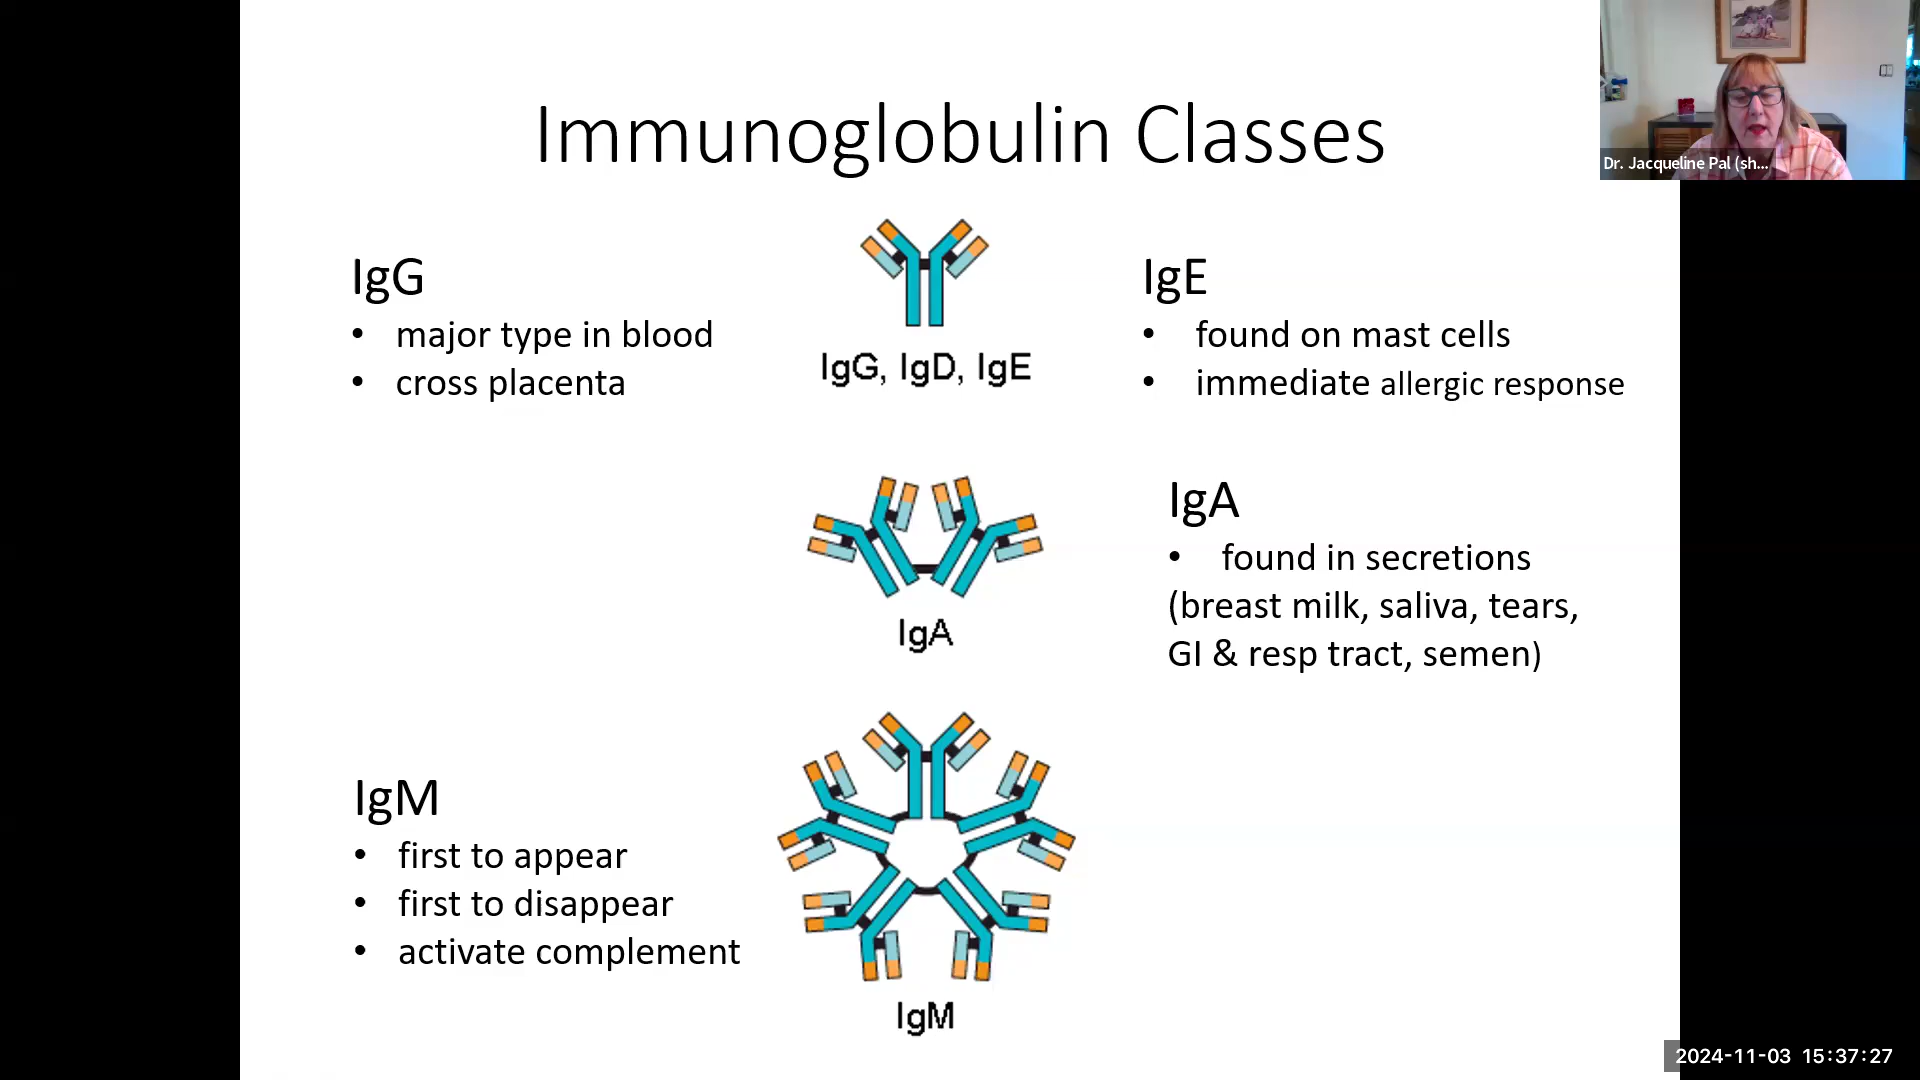 Immunoglobulin Classes
Dr. Jacqueline Pal (sh...
IgG
• major type in blood
• cross placenta
IgG, IgD, IgE
IgE
• found on mast cells
• immediate allergic response
IgA
IgA
• found in secretions
(breast milk, saliva, tears,
GI & resp tract, semen)
IgM
• first to appear
• first to disappear
• activate complement
IgM
2024-11-03 15:37:27